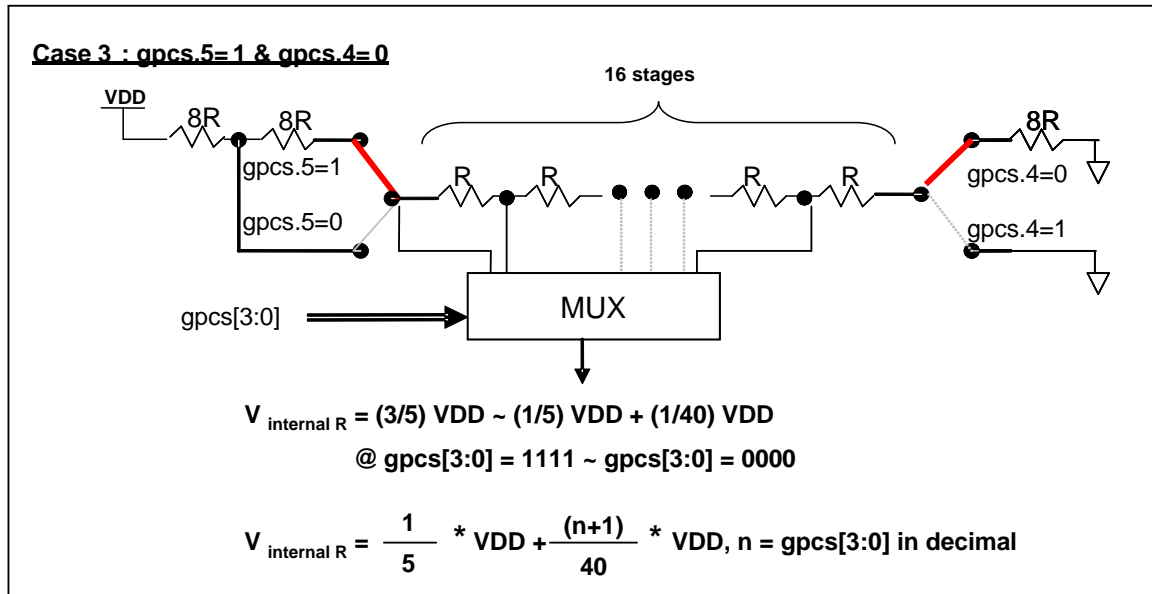 Case 3 : gpcs.5= 1 & gpcs.4= 0
16 stages
VDD
8R
8R
8R
gpcs.5=1
gpcs.5=0
R
R
R
R
gpcs.4=0
gpcs.4=1
gpcs[3:0]
MUX
V internal R = (3/5) VDD ~ (1/5) VDD + (1/40) VDD
@ gpcs[3:0] = 1111 ~ gpcs[3:0] = 0000
V internal R = 1/5 * VDD + (n+1)/40 * VDD, n = gpcs[3:0] in decimal